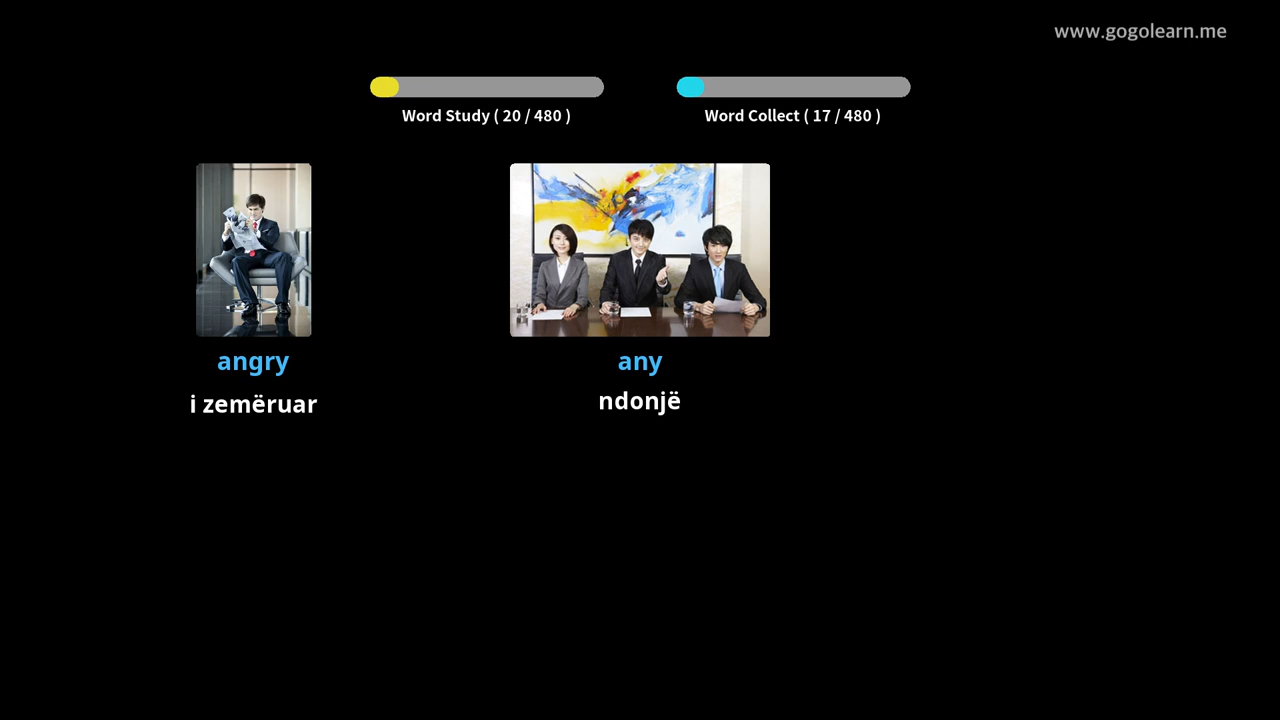 www.gogolearn.me
Word Study ( 20 / 480 )
Word Collect ( 17 / 480 )
angry
any
i zemëruar
ndonjë